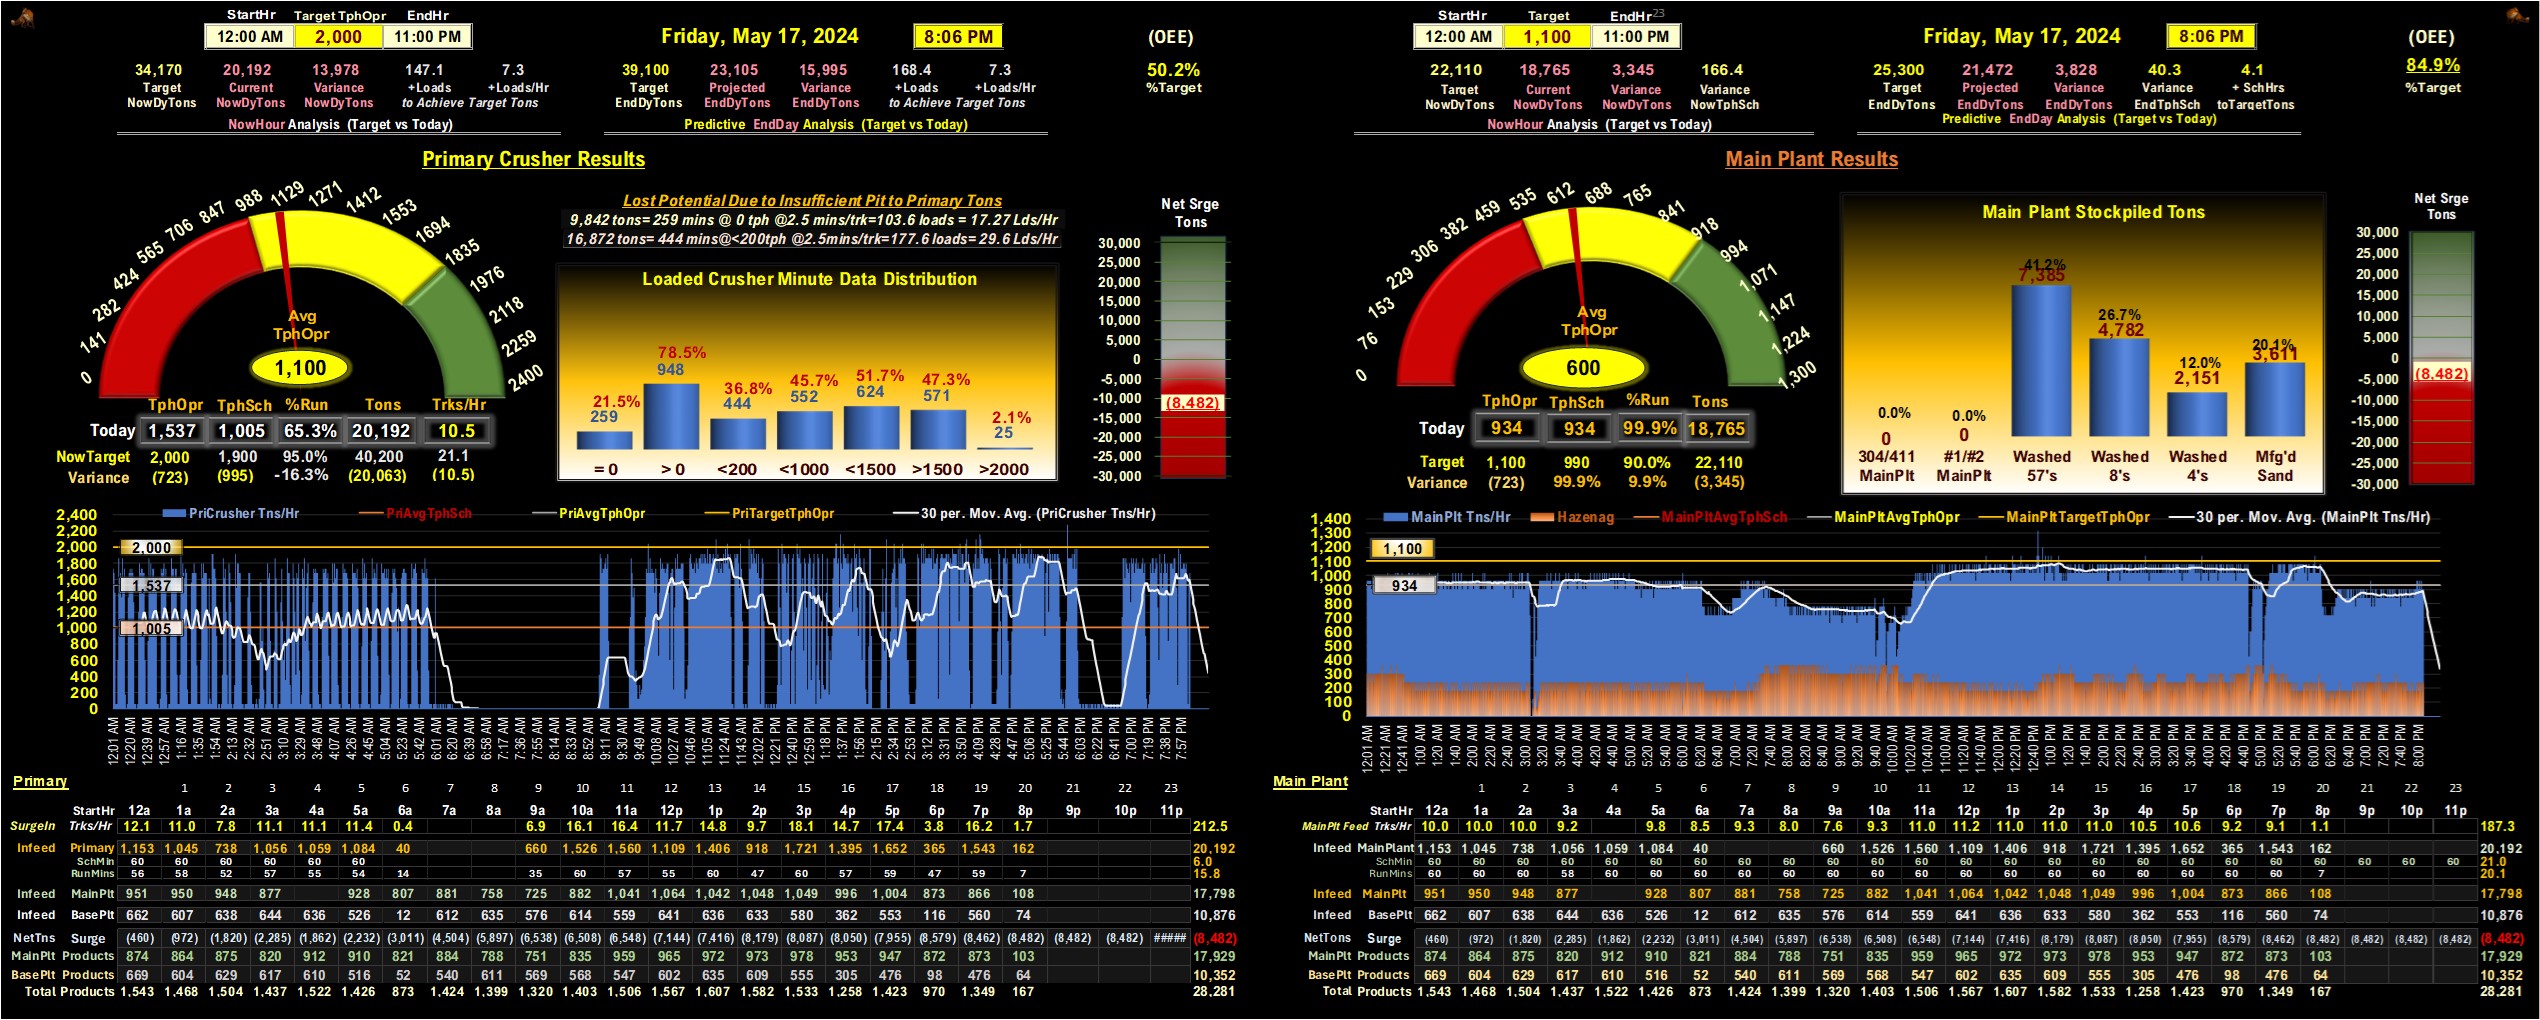 StartHr Target TphOpr EndHr
12:00 AM 2,000 11:00 PM
Friday, May 17, 2024 8:06 PM (OEE)
34,170 20,192 13,978 147.1 7.3
Target Current Variance +Loads +Loads/Hr
NowDyTons NowDyTons NowDyTons to Achieve Target Tons
NowHour Analysis (Target vs Today)
39,100 23,105 15,995 168.4 7.3
Target Projected Variance +Loads +Loads/Hr
EndDyTons EndDyTons EndDyTons to Achieve Target Tons
Predictive EndDay Analysis (Target vs Today)
50.2%
%Target
Primary Crusher Results
0 141 282 424 565 706 847 988 1129 1271 1412 1553 1694 1835 1976 2118 2259 2400
Avg
TphOpr
1,100
Lost Potential Due to Insufficient Pit to Primary Tons
9,842 tons= 259 mins @ 0 tph @2.5 mins/trk=103.6 loads = 17.27 Lds/Hr
16,872 tons= 444 mins@<200tph @2.5mins/trk=177.6 loads= 29.6 Lds/Hr
Loaded Crusher Minute Data Distribution
21.5% 78.5% 36.8% 45.7% 51.7% 47.3% 2.1%
259 948 444 552 624 571 25
= 0 > 0 <200 <1000 <1500 >1500 >2000
Net Srge
Tons
30,000
25,000
20,000
15,000
10,000
5,000
0
-5,000
-10,000
(8,482)
-15,000
-20,000
-25,000
-30,000
TphOpr TphSch %Run Tons Trks/Hr
Today 1,537 1,005 65.3% 20,192 10.5
NowTarget 2,000 1,900 95.0% 40,200 21.1
Variance (723) (995) -16.3% (20,063) (10.5)
PriCrusher Tns/Hr PriAvgTphSch PriAvgTphOpr PriTargetTphOpr 30 per. Mov. Avg. (PriCrusher Tns/Hr)
2,400
2,200
2,000
1,800
1,600
1,400
1,200
1,000
800
600
400
200
0
2,000
1,537
1,005
12:01 AM 12:20 AM 12:39 AM 12:57 AM 1:16 AM 1:35 AM 1:54 AM 2:13 AM 2:32 AM 2:51 AM 3:10 AM 3:29 AM 3:48 AM 4:07 AM 4:26 AM 4:45 AM 5:04 AM 5:23 AM 5:42 AM 6:01 AM 6:20 AM 6:39 AM 6:58 AM 7:17 AM 7:36 AM 7:55 AM 8:14 AM 8:33 AM 8:52 AM 9:11 AM 9:30 AM 9:49 AM 10:08 AM 10:27 AM 10:46 AM 11:05 AM 11:24 AM 11:43 AM 12:02 PM 12:21 PM 12:40 PM 12:59 PM 1:18 PM 1:37 PM 1:56 PM 2:15 PM 2:34 PM 2:53 PM 3:12 PM 3:31 PM 3:50 PM 4:09 PM 4:28 PM 4:47 PM 5:06 PM 5:25 PM 5:44 PM 6:03 PM 6:22 PM 6:41 PM 7:00 PM 7:19 PM 7:38 PM 7:57 PM
Primary
1 2 3 4 5 6 7 8 9 10 11 12 13 14 15 16 17 18 19 20 21 22 23
StartHr 12a 1a 2a 3a 4a 5a 6a 7a 8a 9a 10a 11a 12p 1p 2p 3p 4p 5p 6p 7p 8p 9p 10p 11p
SurgeIn Trks/Hr 12.1 11.0 7.8 11.1 11.1 11.4 0.4 6.9 16.1 16.4 11.7 14.8 9.7 18.1 14.7 17.4 3.8 16.2 1.7 212.5
Infeed Primary 1,153 1,045 738 1,056 1,059 1,084 40 660 1,526 1,560 1,109 1,406 918 1,721 1,395 1,652 365 1,543 162 20,192
SchMin 60 60 60 60 60 60 6.0
RunMins 56 58 52 57 55 54 14 35 60 57 55 60 47 60 57 59 47 59 7 15.8
Infeed MainPlt 951 950 948 877 928 807 881 758 725 882 1,041 1,064 1,042 1,048 1,049 996 1,004 873 866 108 17,798
Infeed BasePlt 662 607 638 644 636 526 12 612 635 576 614 559 641 636 633 580 362 553 116 560 74 10,876
NetTns Surge (460) (972) (1,820) (2,285) (1,862) (2,232) (3,011) (4,504) (5,897) (6,538) (6,508) (6,548) (7,144) (7,416) (8,179) (8,087) (8,050) (7,955) (8,579) (8,462) (8,482) (8,482) (8,482) ##### (8,482)
MainPlt Products 874 864 875 820 912 910 821 884 788 751 835 959 965 972 973 978 953 947 872 873 103 17,929
BasePlt Products 669 604 629 617 610 516 52 540 611 569 568 547 602 635 609 555 305 476 98 476 64 10,352
Total Products 1,543 1,468 1,504 1,437 1,522 1,426 873 1,424 1,399 1,320 1,403 1,506 1,567 1,607 1,582 1,533 1,258 1,423 970 1,349 167 28,281
StartHr Target EndHr 23
12:00 AM 1,100 11:00 PM
Friday, May 17, 2024 8:06 PM (OEE)
22,110 18,765 3,345 166.4
Target Current Variance Variance
NowDyTons NowDyTons NowDyTons NowTphSch
NowHour Analysis (Target vs Today)
25,300 21,472 3,828 40.3 4.1
Target Projected Variance Variance + SchHrs
EndDyTons EndDyTons EndDyTons EndTphSch toTargetTons
Predictive EndDay Analysis (Target vs Today)
84.9%
%Target
Main Plant Results
0 76 153 229 306 382 459 535 612 688 765 841 918 994 1,071 1,147 1,224 1,300
Avg
TphOpr
600
Main Plant Stockpiled Tons
0.0% 0.0% 41.2% 26.7% 12.0% 20.1%
0 0 7,385 4,782 2,151 3,611
304/411 #1/#2 Washed Washed Washed Mfg'd
MainPlt MainPlt 57's 8's 4's Sand
Net Srge
Tons
30,000
25,000
20,000
15,000
10,000
5,000
0
(8,482)
-5,000
-10,000
-15,000
-20,000
-25,000
-30,000
TphOpr TphSch %Run Tons
Today 934 934 99.9% 18,765
Target 1,100 990 90.0% 22,110
Variance (723) 99.9% 9.9% (3,345)
MainPlt Tns/Hr Hazenag MainPltAvgTphSch MainPltAvgTphOpr MainPltTargetTphOpr 30 per. Mov. Avg. (MainPlt Tns/Hr)
1,400
1,300
1,200
1,100
1,000
900
800
700
600
500
400
300
200
100
0
1,100
934
12:01 AM 12:21 AM 12:41 AM 1:00 AM 1:20 AM 1:40 AM 2:00 AM 2:20 AM 2:40 AM 3:00 AM 3:20 AM 3:40 AM 4:00 AM 4:20 AM 4:40 AM 5:00 AM 5:20 AM 5:40 AM 6:00 AM 6:20 AM 6:40 AM 7:00 AM 7:20 AM 7:40 AM 8:00 AM 8:20 AM 8:40 AM 9:00 AM 9:20 AM 9:40 AM 10:00 AM 10:20 AM 10:40 AM 11:00 AM 11:20 AM 11:40 AM 12:00 PM 12:20 PM 12:40 PM 1:00 PM 1:20 PM 1:40 PM 2:00 PM 2:20 PM 2:40 PM 3:00 PM 3:20 PM 3:40 PM 4:00 PM 4:20 PM 4:40 PM 5:00 PM 5:20 PM 5:40 PM 6:00 PM 6:20 PM 6:40 PM 7:00 PM 7:20 PM 7:40 PM 8:00 PM
Main Plant
1 2 3 4 5 6 7 8 9 10 11 12 13 14 15 16 17 18 19 20 21 22 23
StartHr 12a 1a 2a 3a 4a 5a 6a 7a 8a 9a 10a 11a 12p 1p 2p 3p 4p 5p 6p 7p 8p 9p 10p 11p
MainPlt Feed Trks/Hr 10.0 10.0 10.0 9.2 9.8 8.5 9.3 8.0 7.6 9.3 11.0 11.2 11.0 11.0 11.0 10.5 10.6 9.2 9.1 1.1 187.3
Infeed MainPlant 1,153 1,045 738 1,056 1,059 1,084 40 660 1,526 1,560 1,109 1,406 918 1,721 1,395 1,652 365 1,543 162 20,192
SchMin 60 60 60 60 60 60 60 60 60 60 60 60 60 60 60 60 60 60 60 60 60 60 60 21.0
RunMins 60 60 60 58 60 60 60 60 60 60 60 60 60 60 60 60 60 60 60 7 20.1
Infeed MainPlt 951 950 948 877 928 807 881 758 725 882 1,041 1,064 1,042 1,048 1,049 996 1,004 873 866 108 17,798
Infeed BasePlt 662 607 638 644 636 526 12 612 635 576 614 559 641 636 633 580 362 553 116 560 74 10,876
NetTons Surge (460) (972) (1,820) (2,285) (1,862) (2,232) (3,011) (4,504) (5,897) (6,538) (6,508) (6,548) (7,144) (7,416) (8,179) (8,087) (8,050) (7,955) (8,579) (8,462) (8,482) (8,482) (8,482) (8,482) (8,482)
MainPlt Products 874 864 875 820 912 910 821 884 788 751 835 959 965 972 973 978 953 947 872 873 103 17,929
BasePlt Products 669 604 629 617 610 516 52 540 611 569 568 547 602 635 609 555 305 476 98 476 64 10,352
Total Products 1,543 1,468 1,504 1,437 1,522 1,426 873 1,424 1,399 1,320 1,403 1,506 1,567 1,607 1,582 1,533 1,258 1,423 970 1,349 167 28,281